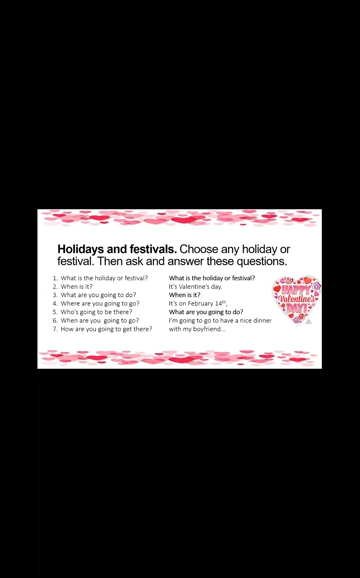 Holidays and festivals. Choose any holiday or
festival. Then ask and answer these questions.
1. What is the holiday or festival?
2. When is it?
3. What are you going to do?
4. Where are you going to go?
5. Who's going to be there?
6. When are you  going to go?
7. How are you going to get there?
What is the holiday or festival?
It's Valentine's day.
When is it?
It's on February 14th,
What are you going to do?
I'm going to go to have a nice dinner
with my boyfriend...
HAPPY
Valentine's
DAY!